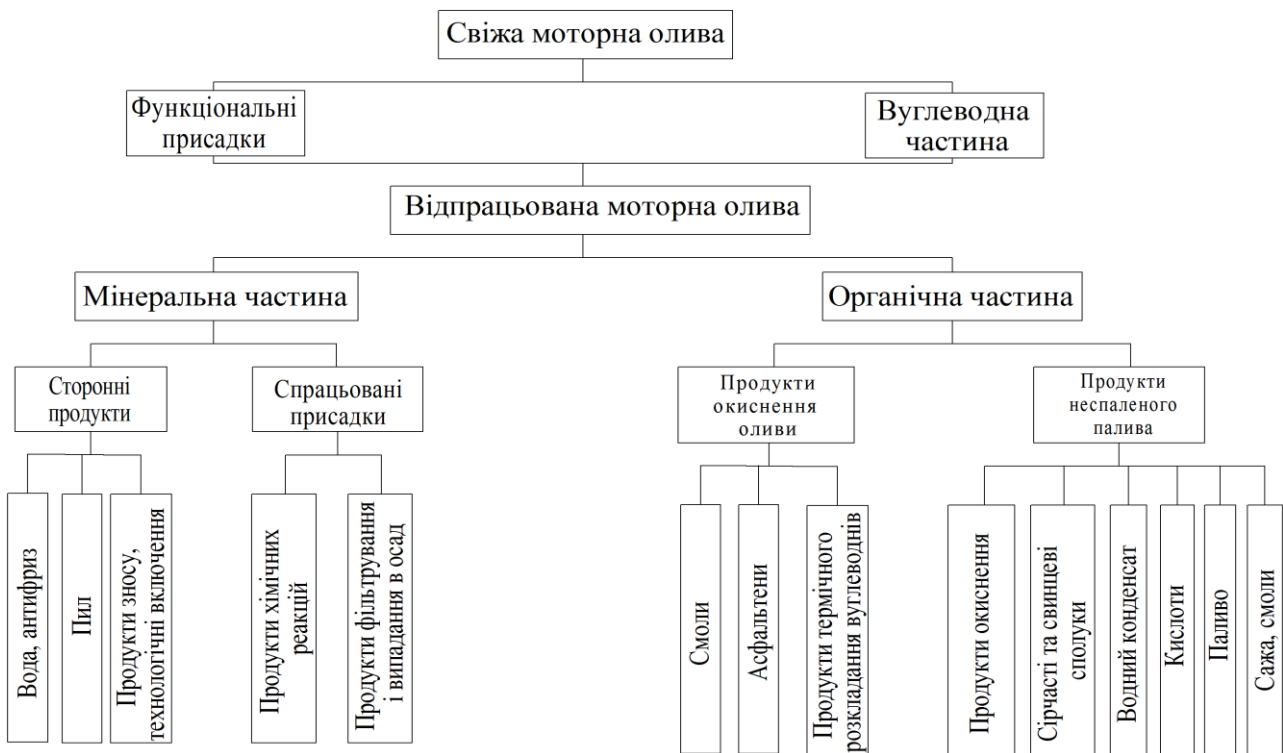 Свіжа моторна олива
Функціональні
присадки
Вуглеводна
частина
Відпрацьована моторна олива
Мінеральна частина
Органічна частина
Сторонні
продукти
Спрацьовані
присадки
Продукти
окиснення
оливи
Продукти
неспаленого
палива
Вода, антифриз
Пил
Продукти зносу,
технологічні включення
Продукти хімічних
реакцій
Продукти фільтрування
і випадання в осад
Смоли
Асфальтени
Продукти термічного
розкладання вуглеводнів
Продукти окиснення
Сірчасті та свинцеві
сполуки
Водний конденсат
Кислоти
Паливо
Сажа, смоли